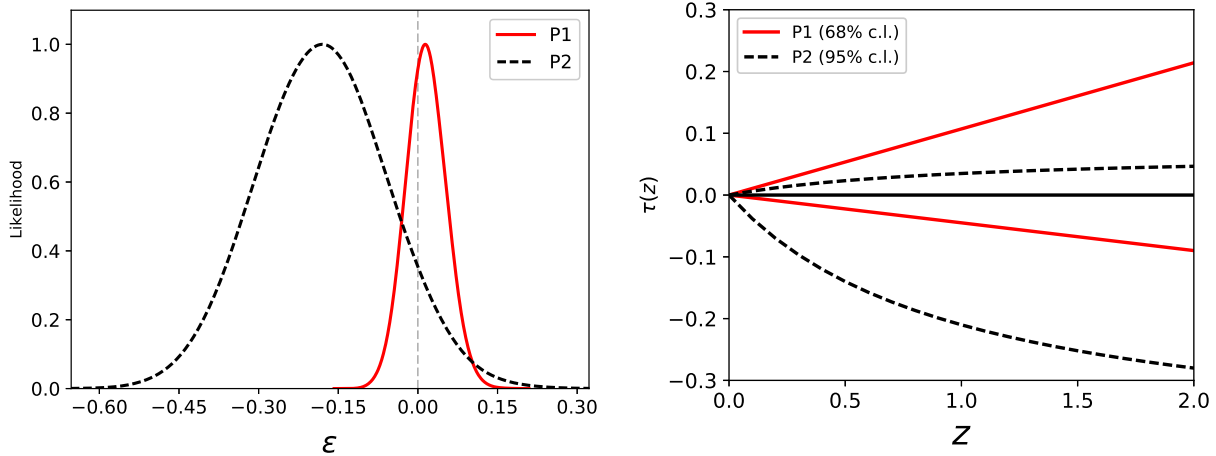 1.0
0.8
0.6
0.4
0.2
0.0
Likelihood
−0.60 −0.45 −0.30 −0.15 0.00 0.15 0.30
ε
P1
P2
0.3
0.2
0.1
0.0
−0.1
−0.2
−0.3
τ(z)
0.0 0.5 1.0 1.5 2.0
Z
P1 (68% c.l.)
P2 (95% c.l.)